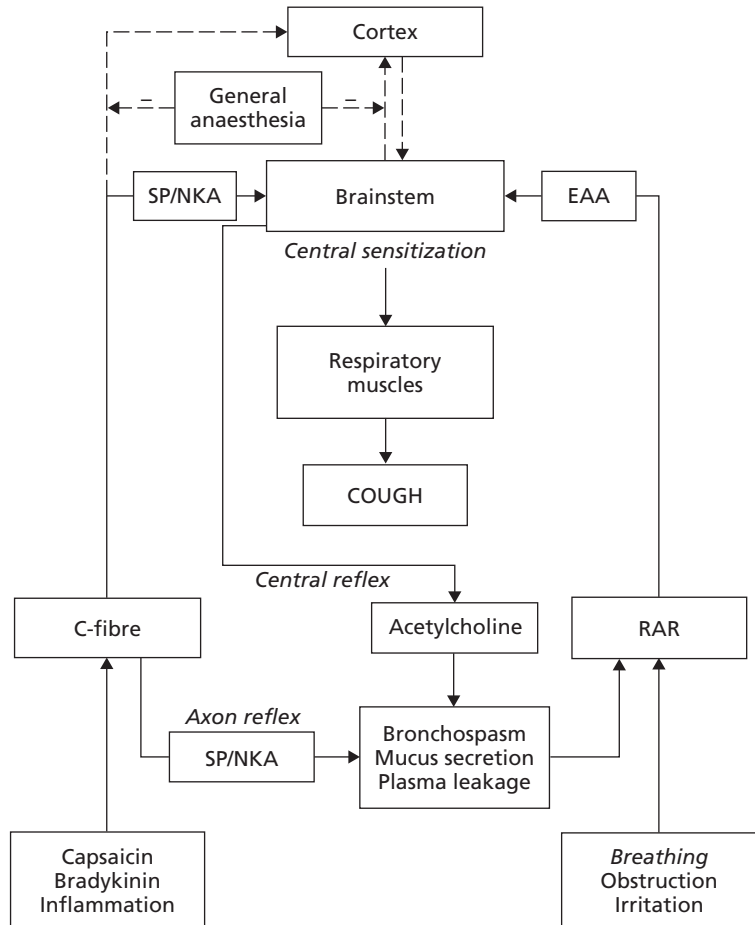 Cortex
General
anaesthesia
–
–
SP/NKA
Brainstem
EAA
Central sensitization
Respiratory
muscles
COUGH
Central reflex
C-fibre
Acetylcholine
RAR
Axon reflex
SP/NKA
Bronchospasm
Mucus secretion
Plasma leakage
Capsaicin
Bradykinin
Inflammation
Breathing
Obstruction
Irritation